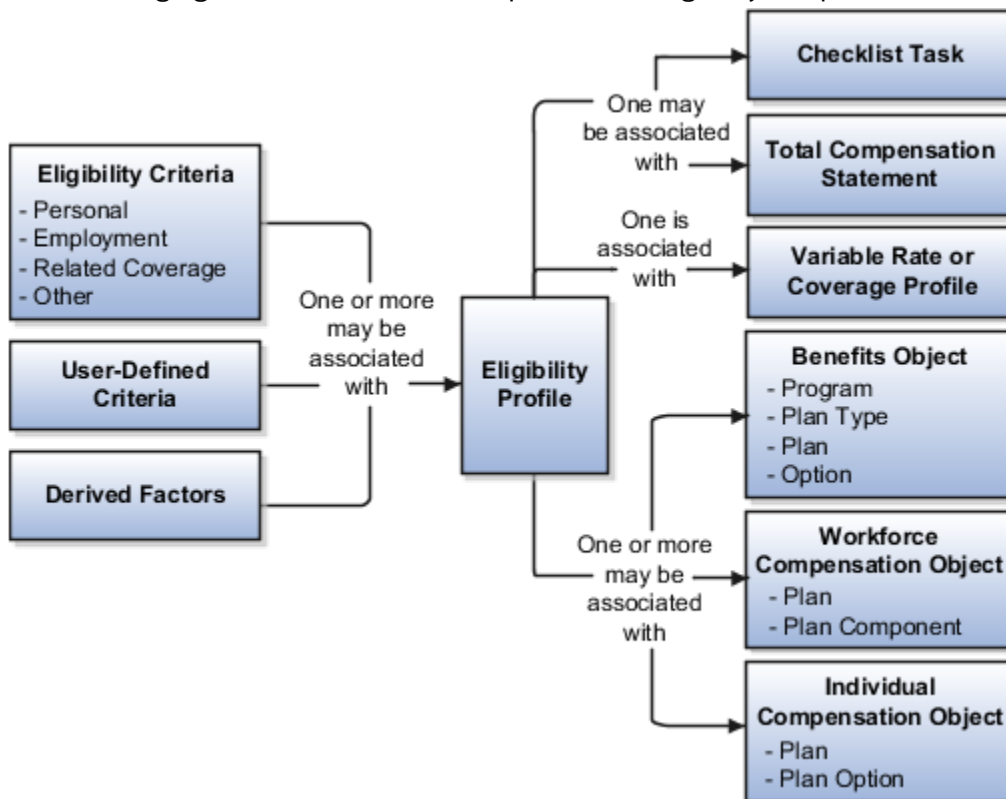 Eligibility Criteria
- Personal
- Employment
- Related Coverage
- Other
User-Defined
Criteria
Derived Factors
One or more
may be
associated
with
Eligibility
Profile
One may
be associated
with
One is
associated
with
One or more
may be
associated
with
Checklist Task
Total Compensation
Statement
Variable Rate or
Coverage Profile
Benefits Object
- Program
- Plan Type
- Plan
- Option
Workforce
Compensation Object
- Plan
- Plan Component
Individual
Compensation Object
- Plan
- Plan Option